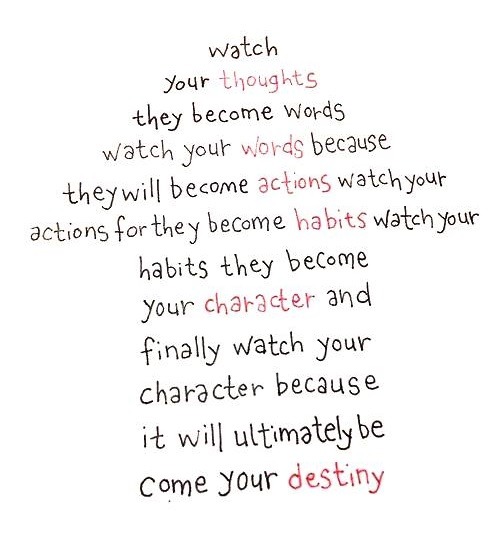 watch
your thoughts
they become words
watch your words because
they will become actions watch your
actions for they become habits watch your
habits they become
your character and
finally watch your
character because
it will ultimately be
come your destiny